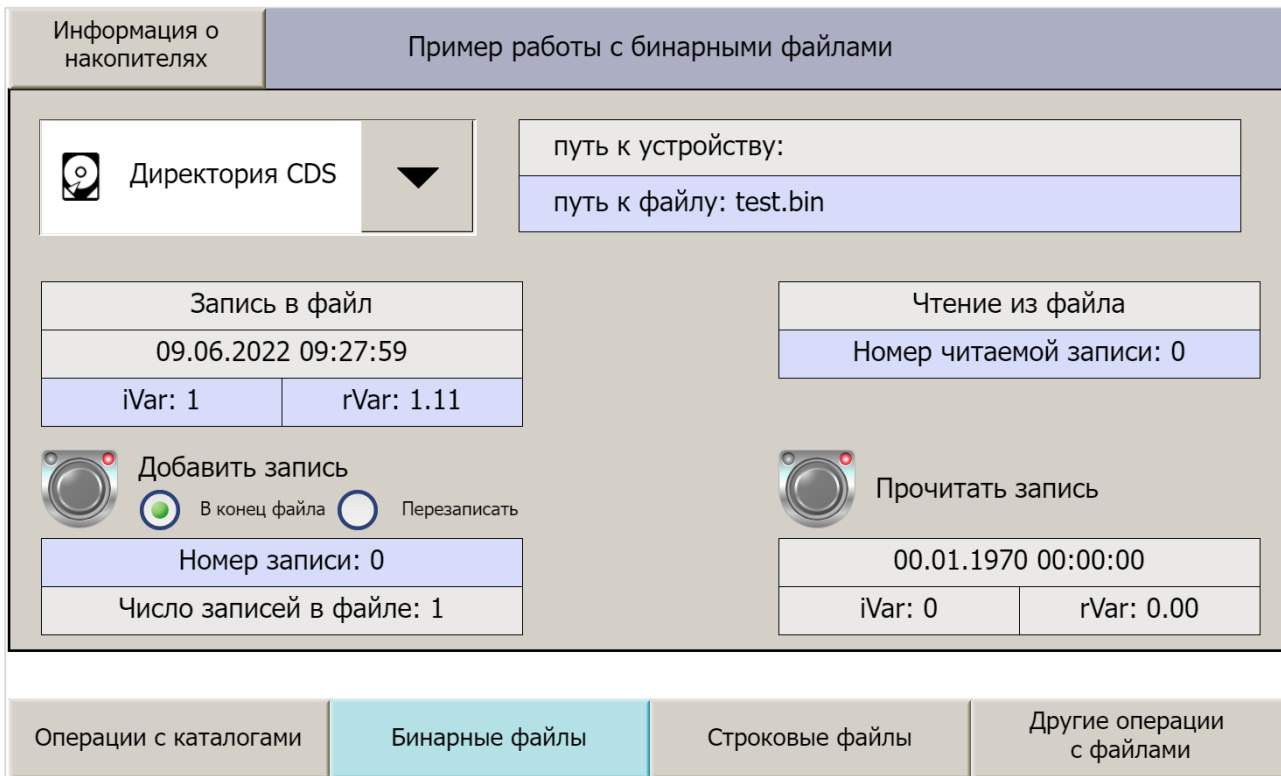 Информация о
накопителях
Пример работы с бинарными файлами
Директория CDS
путь к устройству:
путь к файлу: test.bin
Запись в файл
09.06.2022 09:27:59
iVar: 1
rVar: 1.11
Чтение из файла
Номер читаемой записи: 0
Добавить запись
В конец файла
Перезаписать
Прочитать запись
Номер записи: 0
Число записей в файле: 1
00.01.1970 00:00:00
iVar: 0
rVar: 0.00
Операции с каталогами
Бинарные файлы
Строковые файлы
Другие операции
с файлами